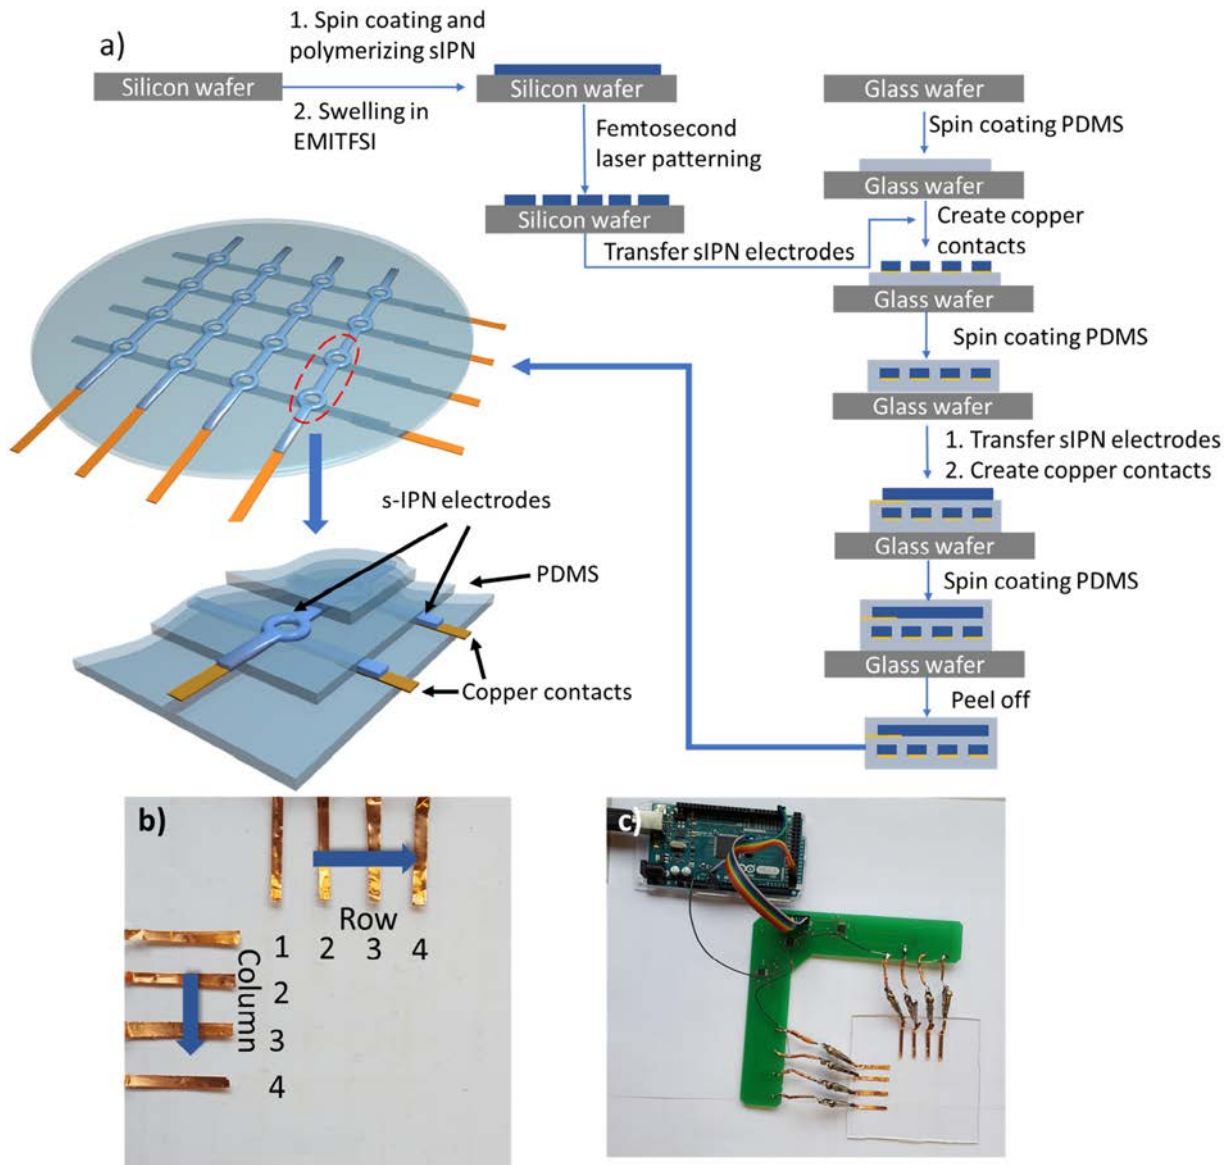 a)
1. Spin coating and
polymerizing sIPN
2. Swelling in
EMITFSI
Silicon wafer
Silicon wafer
Femtosecond
laser patterning
Silicon wafer
Transfer sIPN electrodes
Glass wafer
Spin coating PDMS
Glass wafer
Create copper
contacts
Glass wafer
Spin coating PDMS
Glass wafer
1. Transfer sIPN electrodes
2. Create copper contacts
Glass wafer
Spin coating PDMS
Glass wafer
Peel off
s-IPN electrodes
PDMS
Copper contacts
b)
Row
1 2 3 4
Column
2
3
4
c)